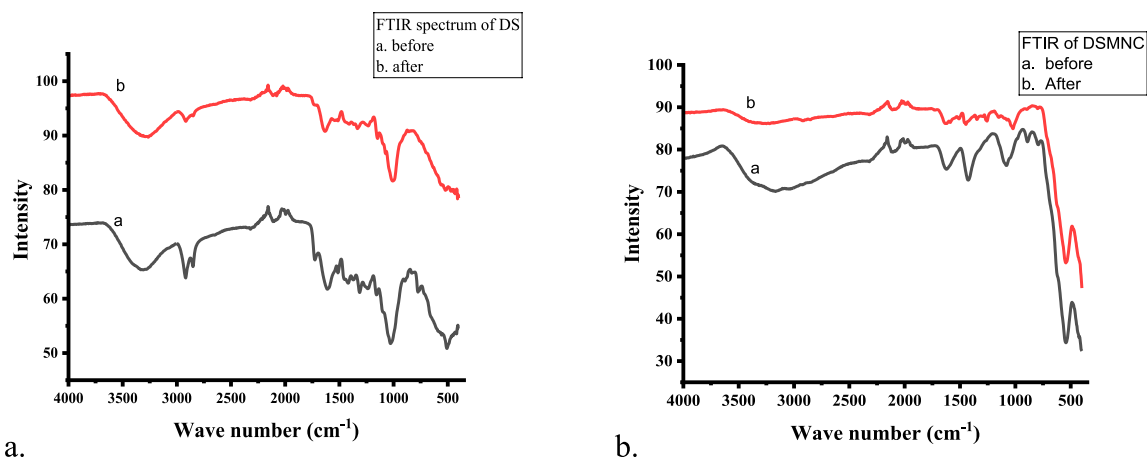 FTIR spectrum of DS
a. before
b. after
100
90
80
70
60
50
Intensity
b
a
4000 3500 3000 2500 2000 1500 1000 500
Wave number (cm⁻¹)
a.
FTIR of DSMNC
a. before
b. After
100
90
80
70
60
50
40
30
Intensity
b
a
4000 3500 3000 2500 2000 1500 1000 500
Wave number (cm⁻¹)
b.